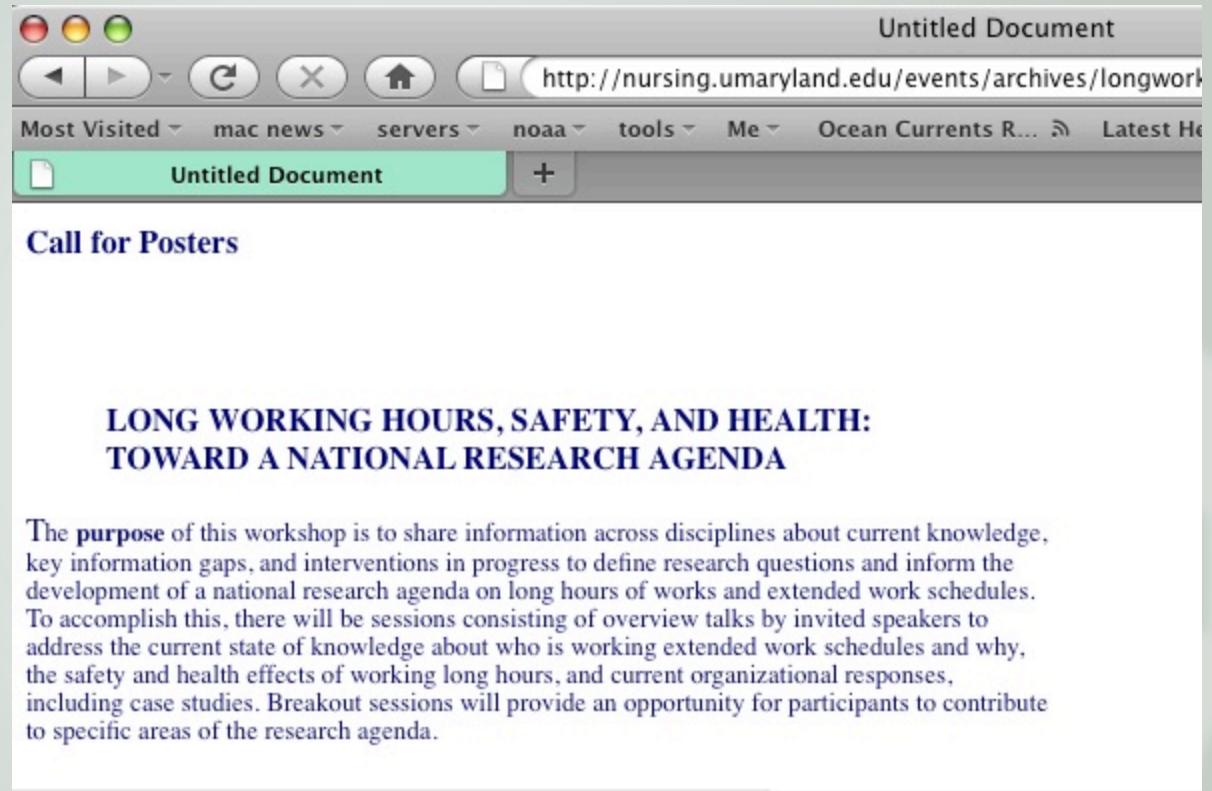 Untitled Document
http://nursing.umaryland.edu/events/archives/longwork
Most Visited mac news servers noaa tools Me Ocean Currents R... Latest He
Untitled Document +
Call for Posters
LONG WORKING HOURS, SAFETY, AND HEALTH:
TOWARD A NATIONAL RESEARCH AGENDA
The purpose of this workshop is to share information across disciplines about current knowledge,
key information gaps, and interventions in progress to define research questions and inform the
development of a national research agenda on long hours of works and extended work schedules.
To accomplish this, there will be sessions consisting of overview talks by invited speakers to
address the current state of knowledge about who is working extended work schedules and why,
the safety and health effects of working long hours, and current organizational responses,
including case studies. Breakout sessions will provide an opportunity for participants to contribute
to specific areas of the research agenda.